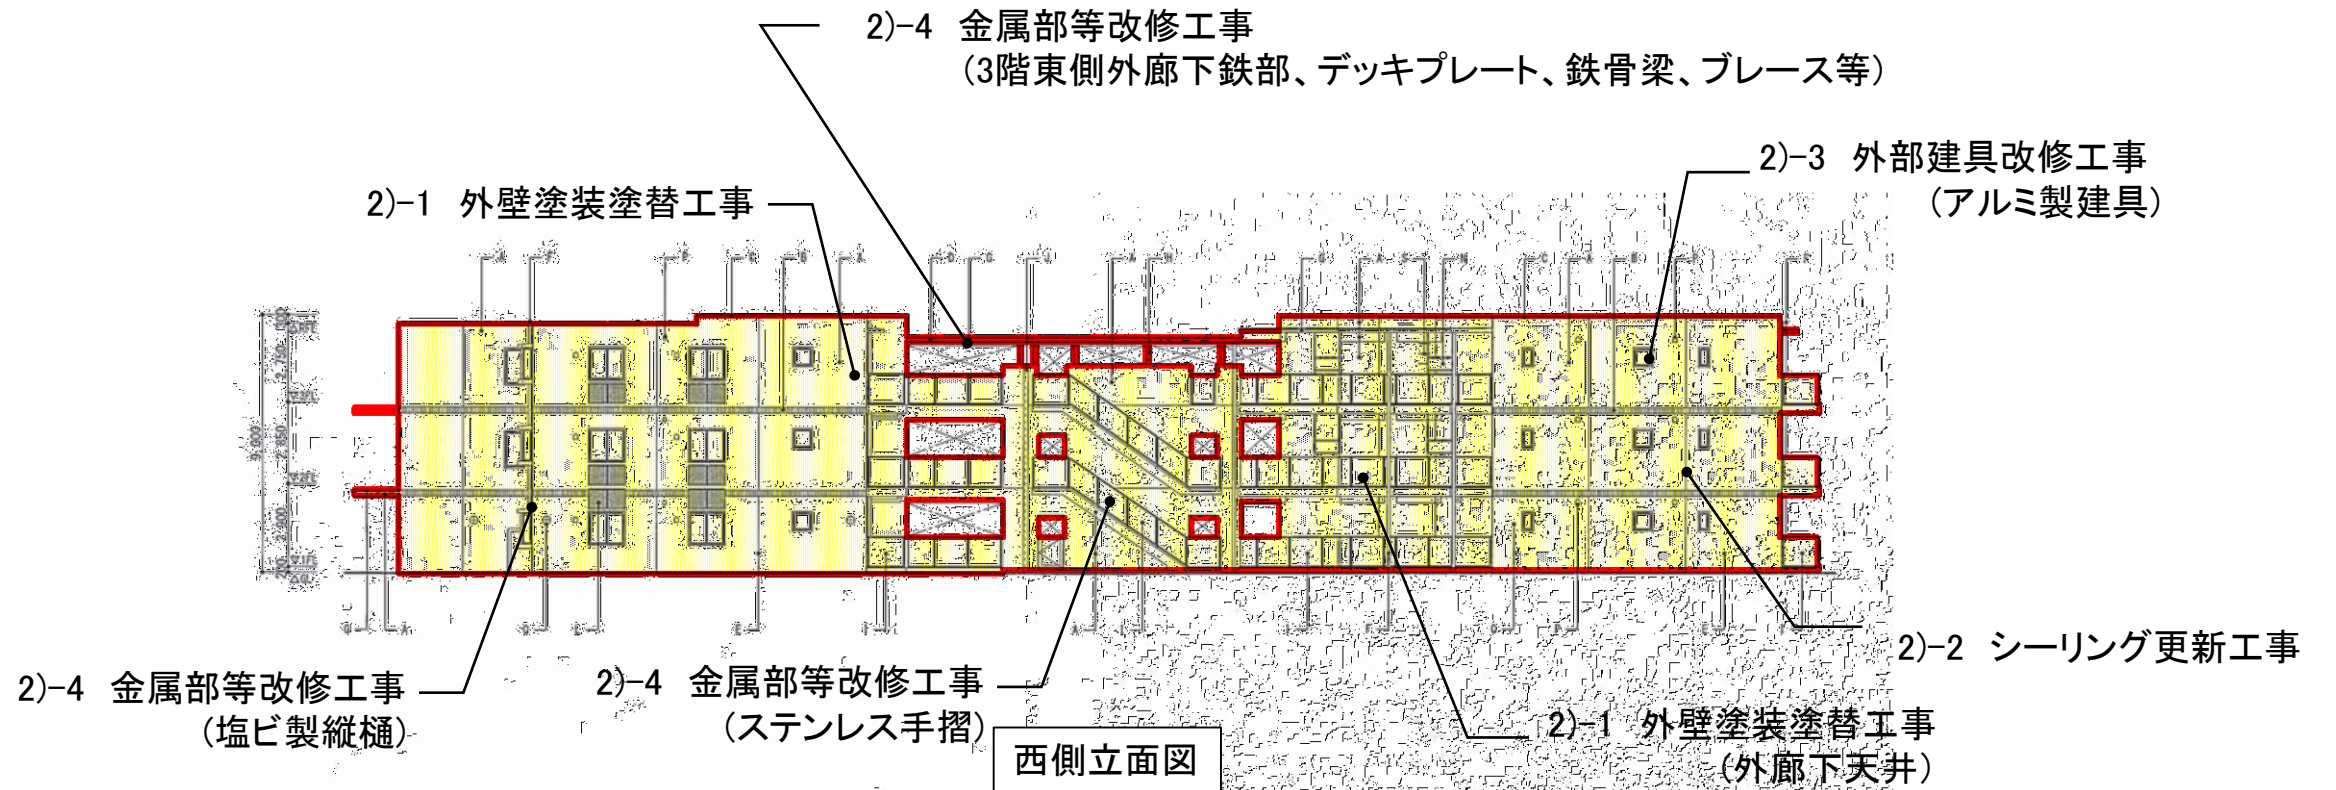 2)-4 金属部等改修工事
(3階東側外廊下鉄部、デッキプレート、鉄骨梁、ブレース等)
2)-3 外部建具改修工事
(アルミ製建具)
2)-1 外壁塗装塗替工事
2)-2 シーリング更新工事
2)-4 金属部等改修工事
(塩ビ製縦樋)
2)-4 金属部等改修工事
(ステンレス手摺)
2)-1 外壁塗装塗替工事
(外廊下天井)
西側立面図